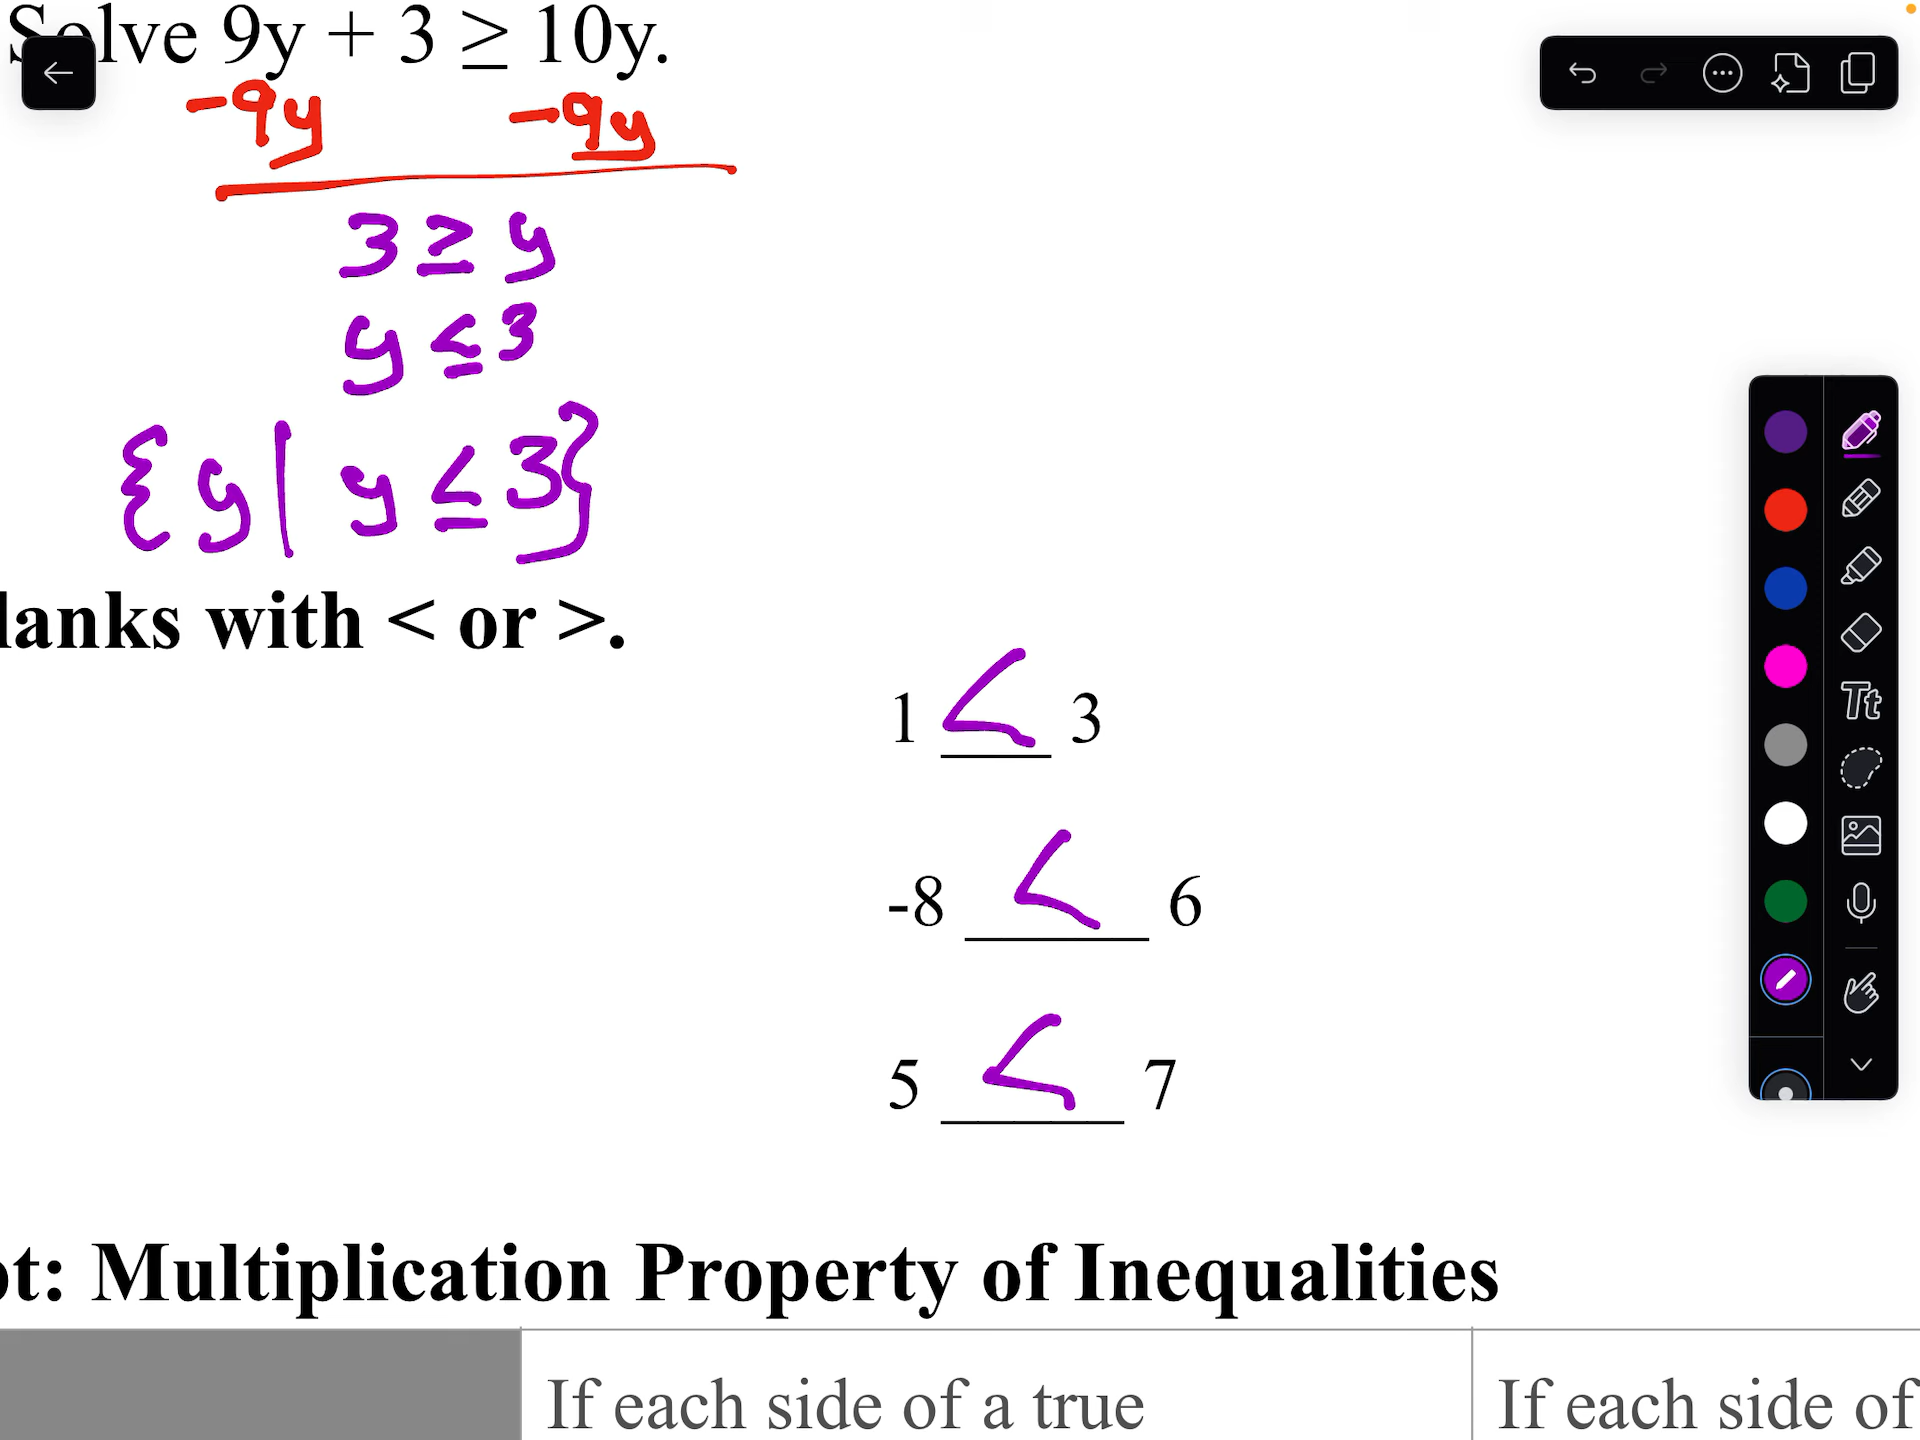 Solve 9y + 3 ≥ 10y.
-9y -9y
3 ≥ y
y ≤ 3
{y| y ≤ 3}
lanks with < or >.
1 < 3
-8 < 6
5 < 7
ot: Multiplication Property of Inequalities
If each side of a true
If each side of
Tt